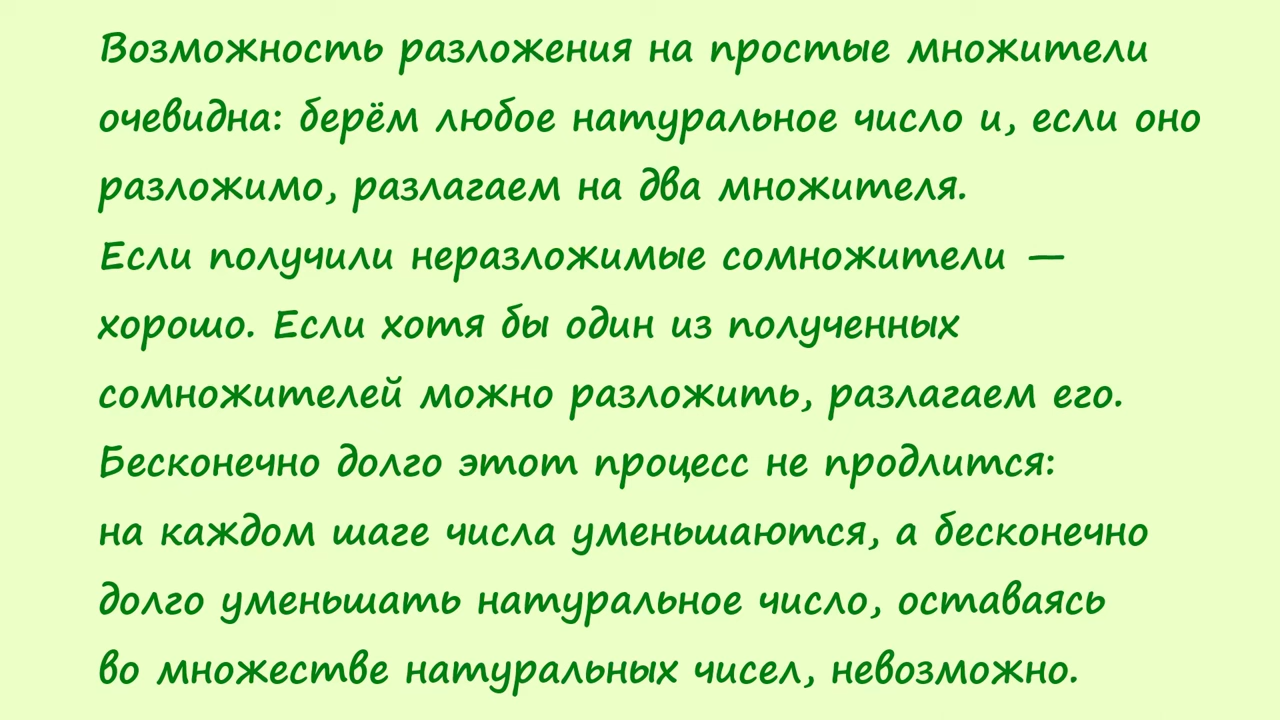 Возможность разложения на простые множители
очевидна: берём любое натуральное число и, если оно
разложимо, разлагаем на два множителя.
Если получили неразложимые сомножители —
хорошо. Если хотя бы один из полученных
сомножителей можно разложить, разлагаем его.
Бесконечно долго этот процесс не продлится:
на каждом шаге числа уменьшаются, а бесконечно
долго уменьшать натуральное число, оставаясь
во множестве натуральных чисел, невозможно.